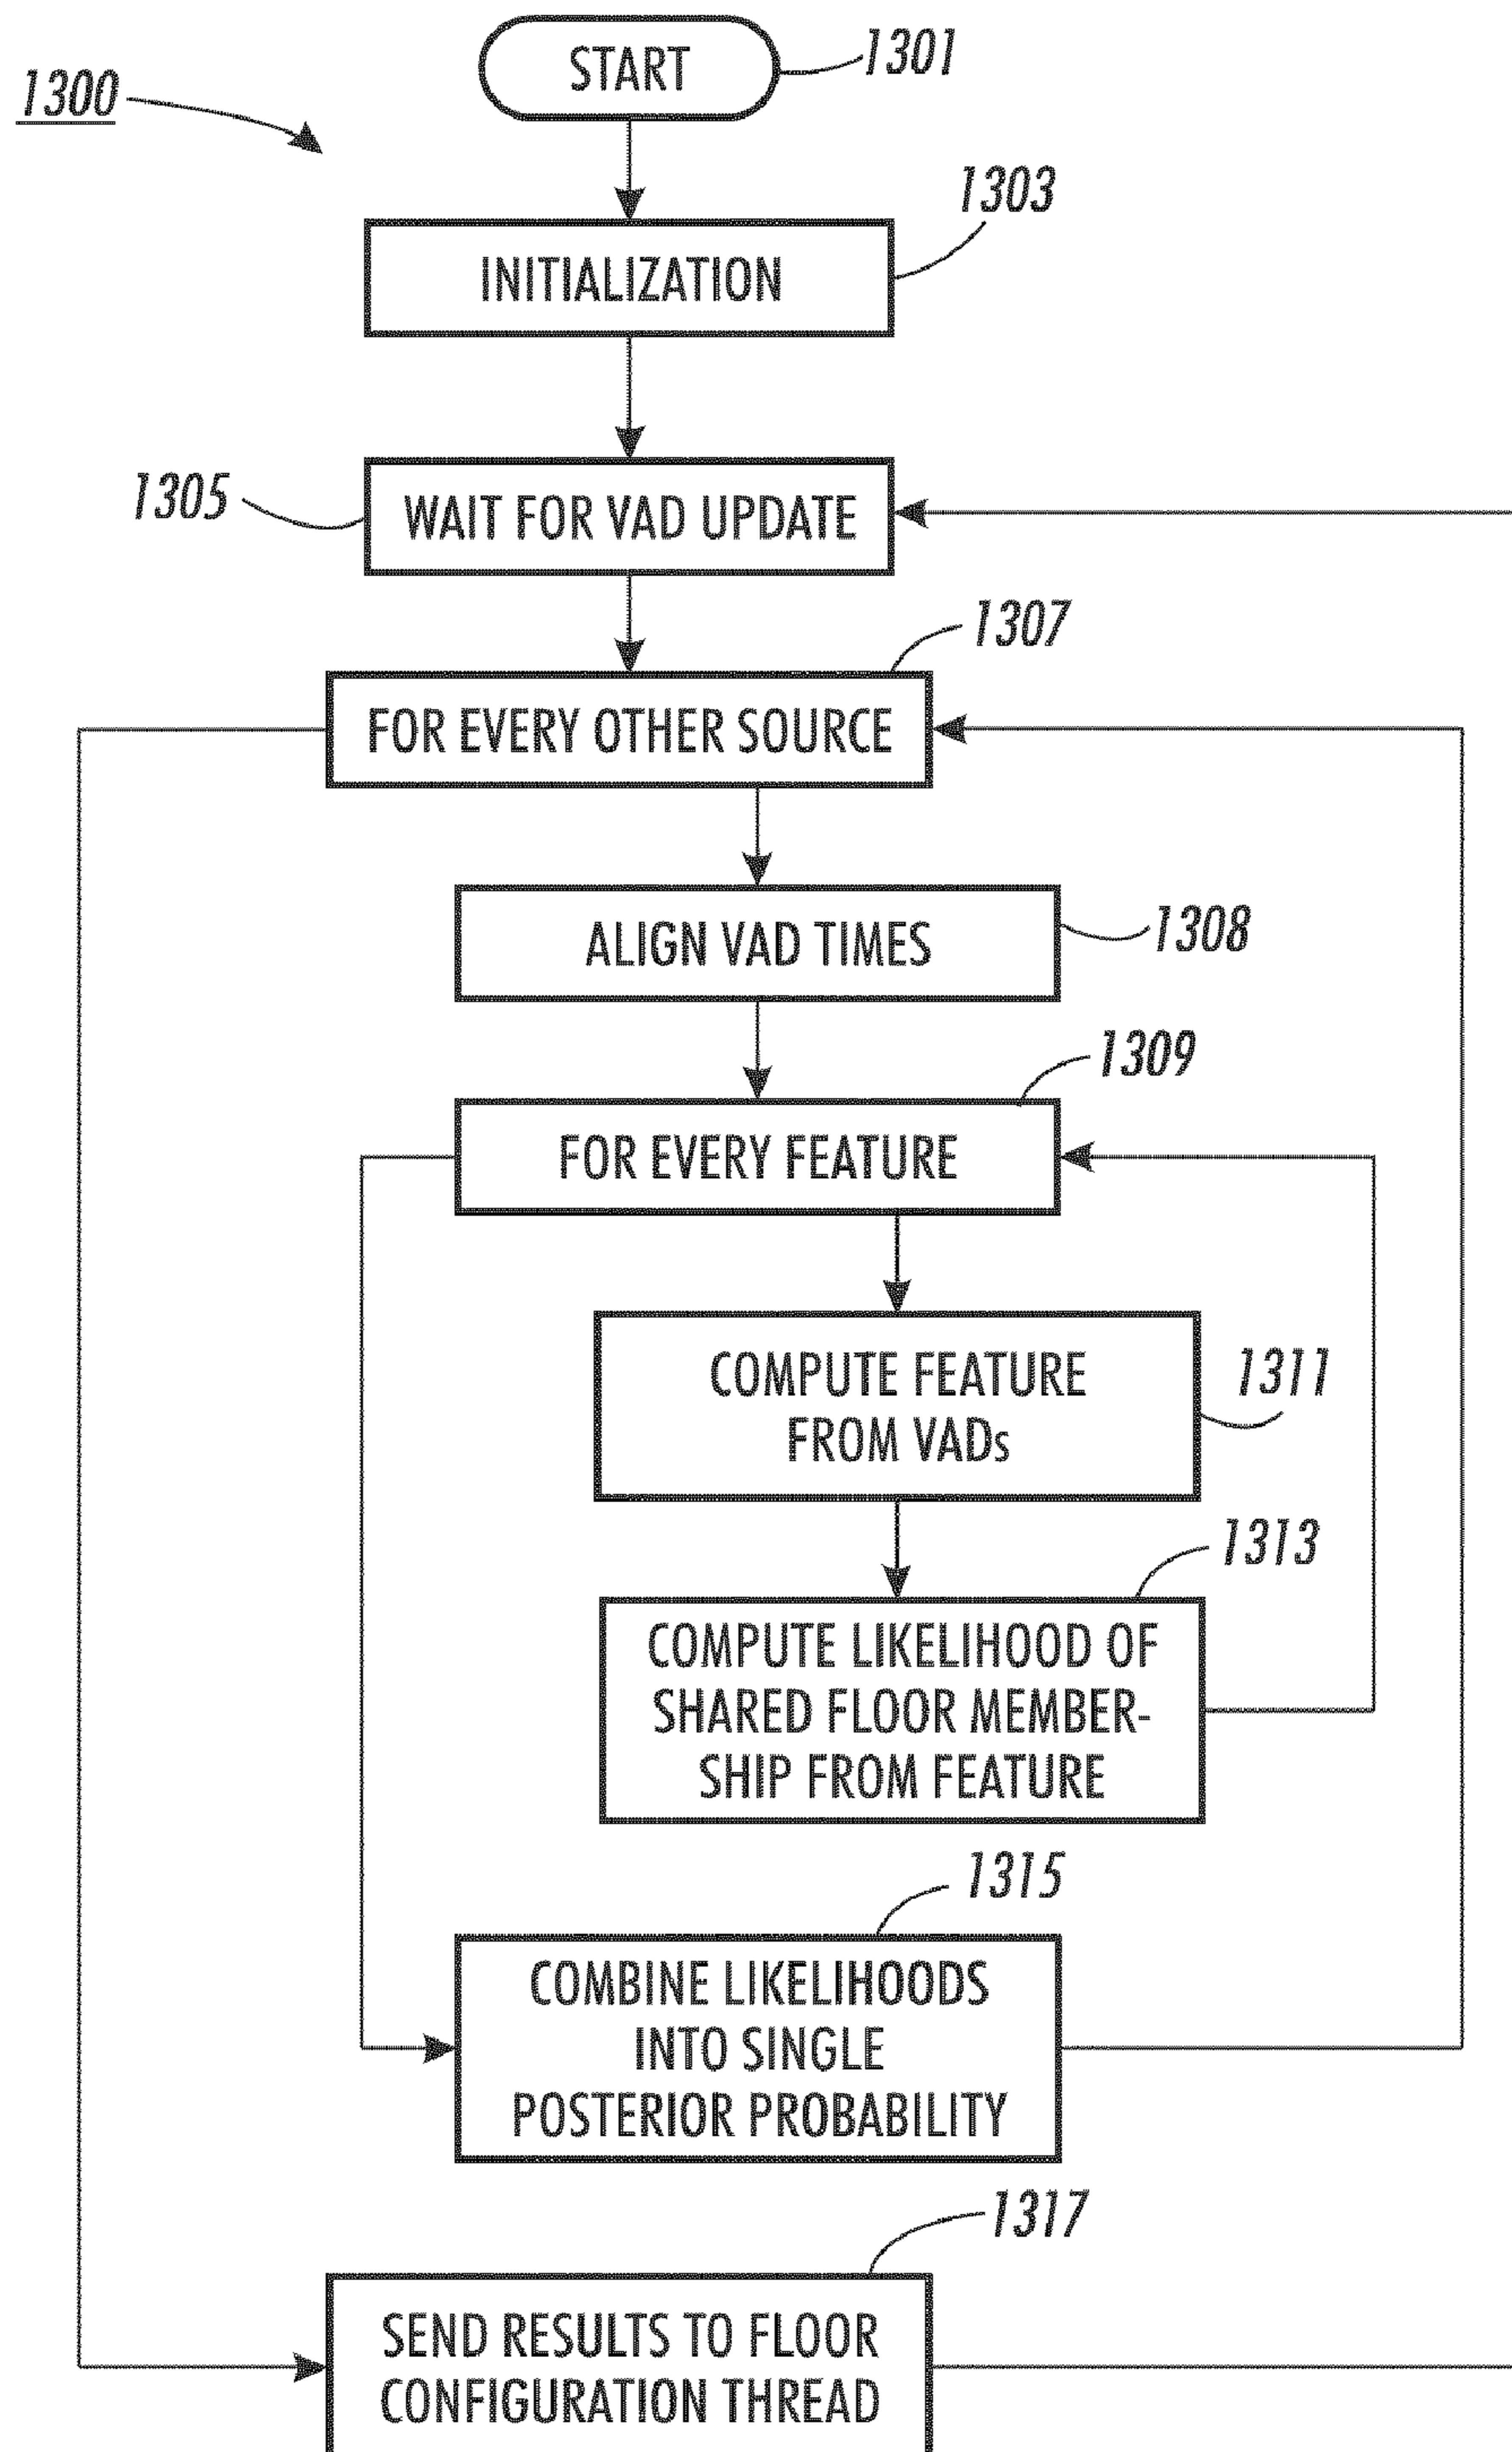 START
1301
1300
1303
INITIALIZATION
1305
WAIT FOR VAD UPDATE
1307
FOR EVERY OTHER SOURCE
ALIGN VAD TIMES
1308
1309
FOR EVERY FEATURE
COMPUTE FEATURE
FROM VADs
1311
1313
COMPUTE LIKELIHOOD OF
SHARED FLOOR MEMBER-
SHIP FROM FEATURE
1315
COMBINE LIKELIHOODS
INTO SINGLE
POSTERIOR PROBABILITY
1317
SEND RESULTS TO FLOOR
CONFIGURATION THREAD